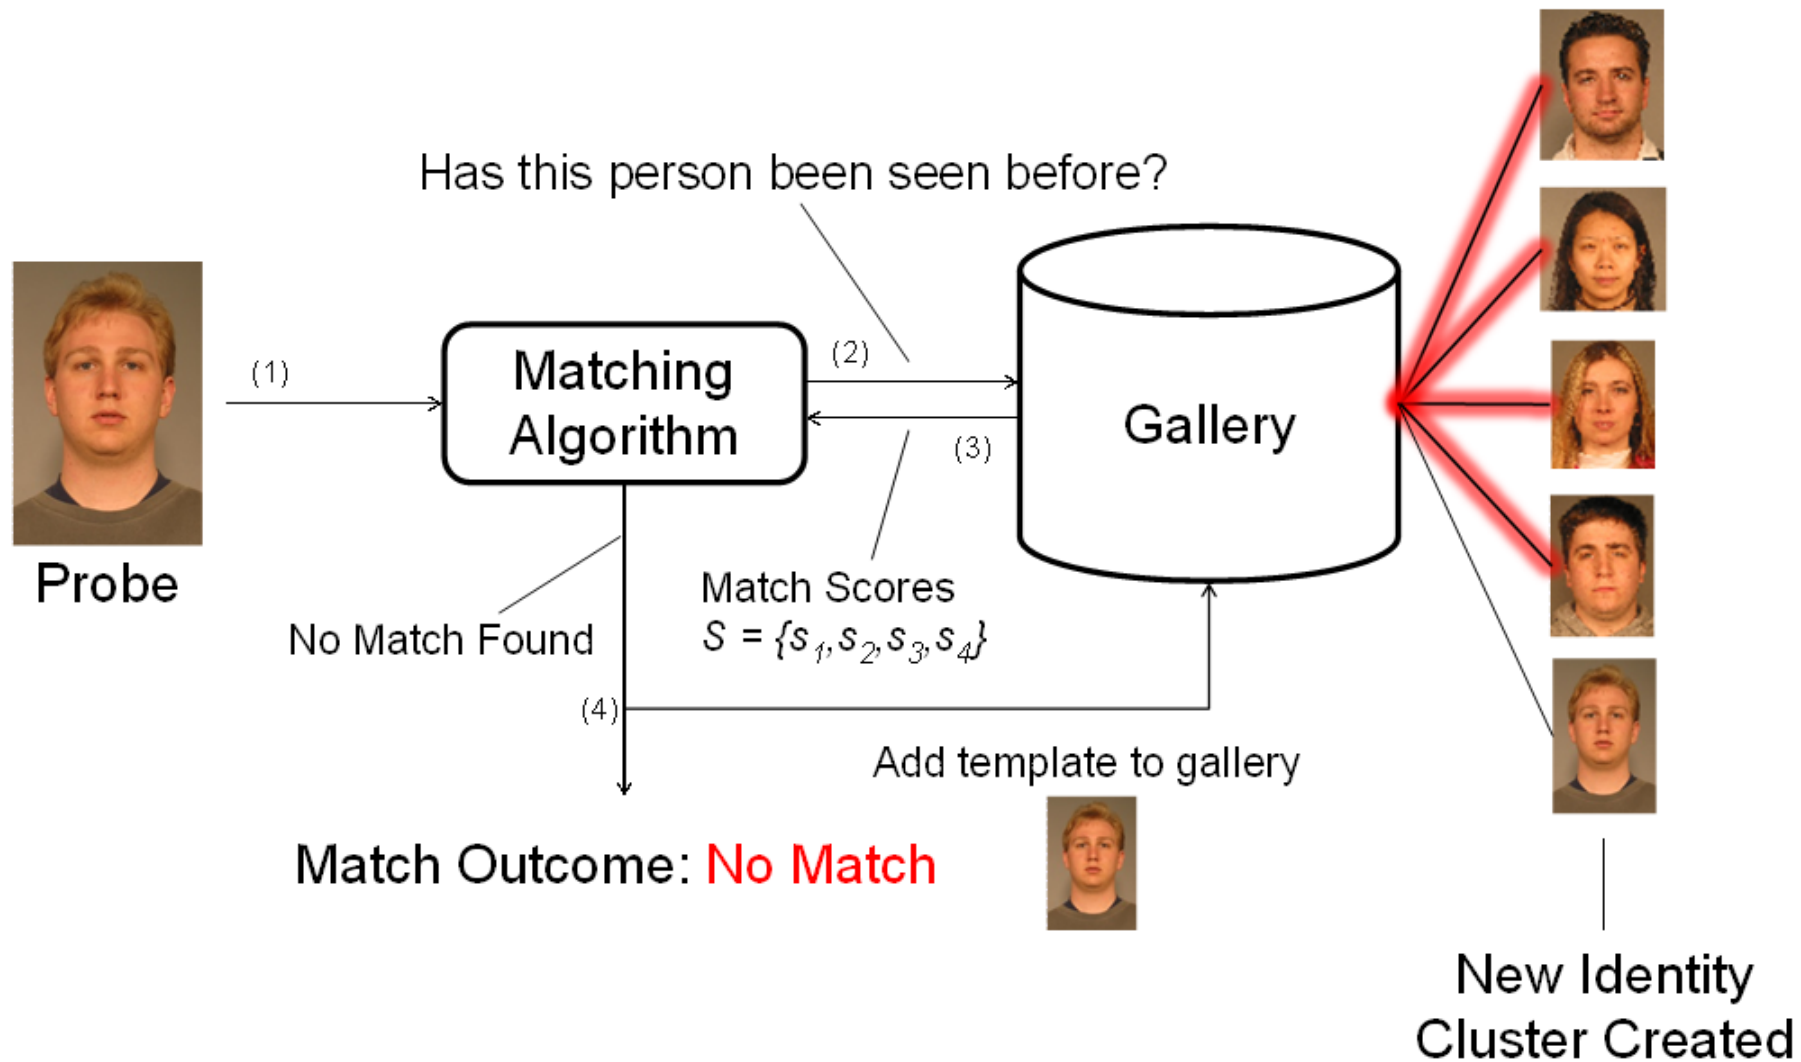 Has this person been seen before?
(1)
Matching
Algorithm
(2)
(3)
Gallery
Probe
No Match Found
Match Scores
S = {s1,s2,s3,s4}
(4)
Add template to gallery
Match Outcome: No Match
New Identity
Cluster Created